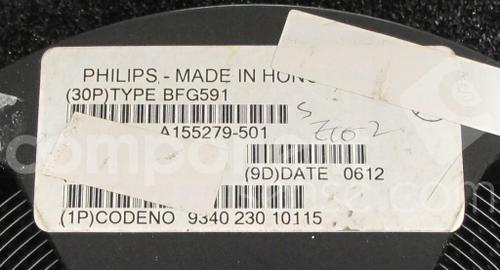 PHILIPS - MADE IN HONG
(30P)TYPE BFG591
A155279-501
(9D)DATE 0612
(1P)CODENO 9340 230 10115